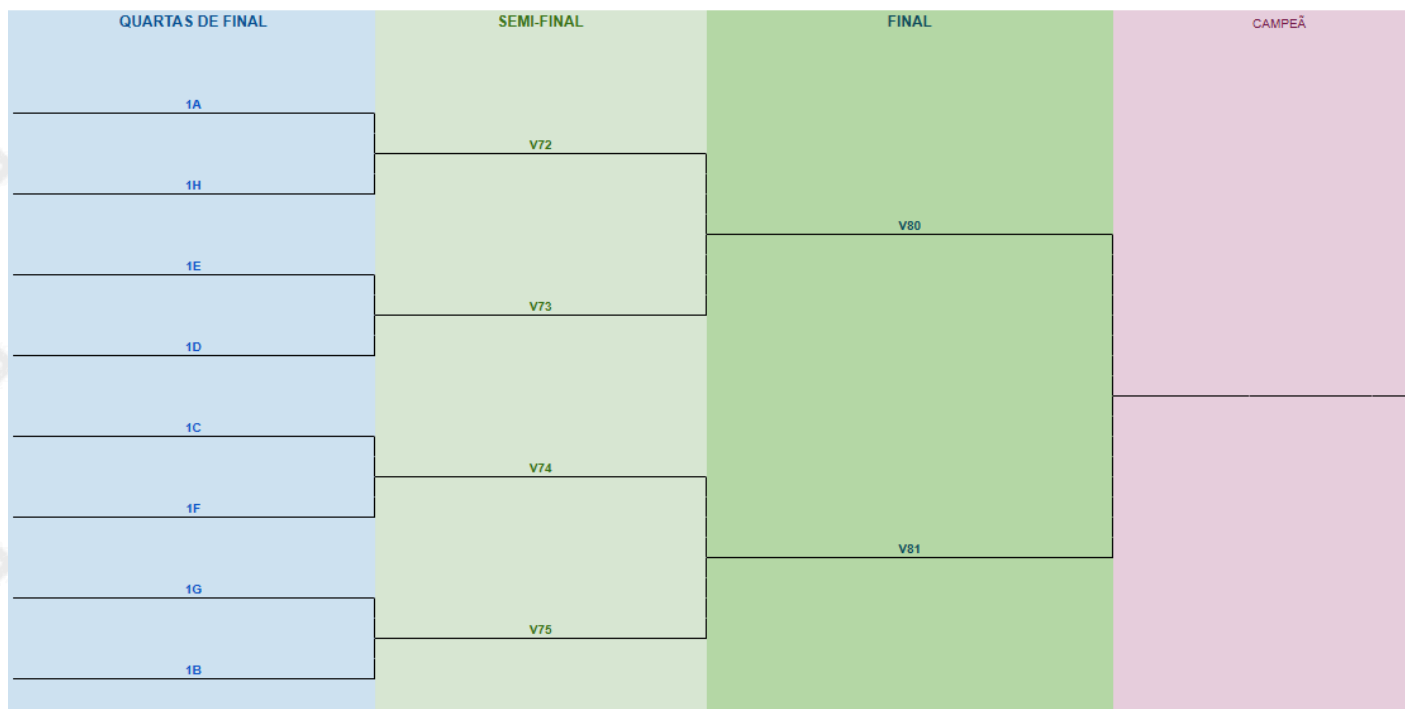 QUARTAS DE FINAL
SEMI-FINAL
FINAL
CAMPEÃ
1A
V72
1H
V80
1E
V73
1D
1C
V74
1F
V81
1G
V75
1B